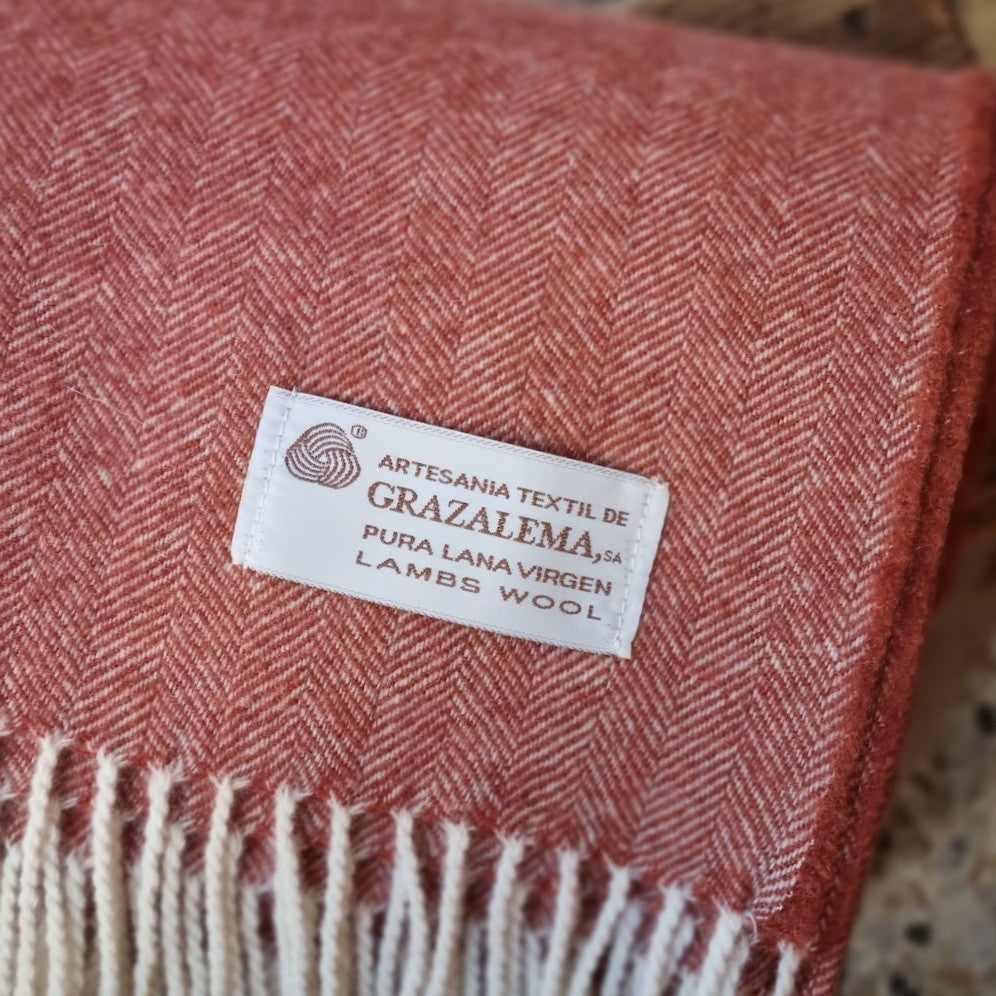 ®
ARTESANIA TEXTIL DE
GRAZALEMA, SA
PURA LANA VIRGEN
LAMBS WOOL